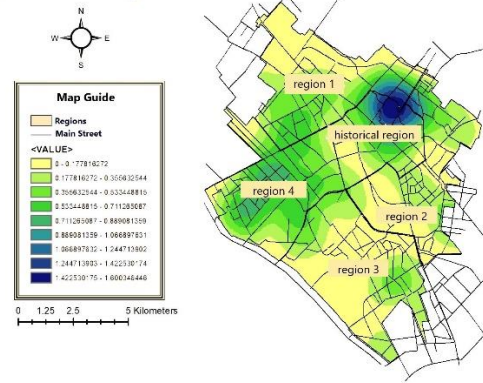 N
W E
S
Map Guide
Regions
Main Street
<VALUE>
0 - 0.177816272
0.177816272 - 0.355632544
0.355632544 - 0.533448815
0.533448815 - 0.711265087
0.711265087 - 0.889081359
0.889081359 - 1.066897631
1.066897632 - 1.244713902
1.244713903 - 1.422530174
1.422530175 - 1.600346446
0 1.25 2.5 5 Kilometers
region 1
historical region
region 4
region 2
region 3